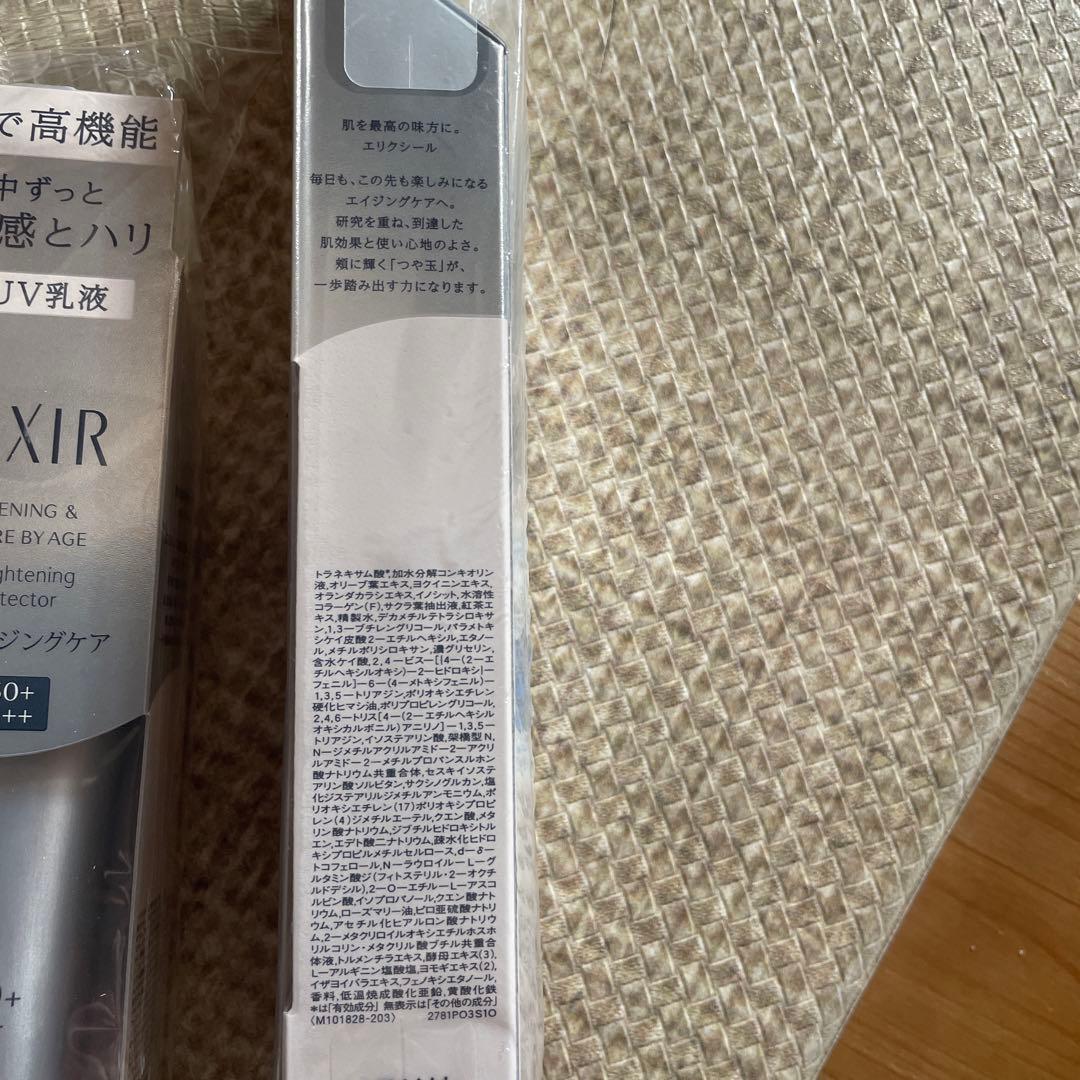 で高機能
中ずっと
感とハリ
UV乳液
XIR
ENING &
RE BY AGE
ghtening
tector
ジングケア
50+
++
肌を最高の味方に。
エリクシール
毎日も、この先も楽しみになる
エイジングケアへ。
研究を重ね、到達した
肌効果と使い心地のよさ。
頰に輝く「つや玉」が、
一歩踏み出す力になります。
トラネキサム酸*,加水分解コンキオリン
液,オリーブ葉エキス,ヨクイニンエキス,
オランダカラシエキス,イノシット,水溶性
コラーゲン(F),サクラ葉抽出液,紅茶エ
キス,精製水,デカメチルテトラシロキサ
ン,1,3−ブチレングリコール,パラメトキ
シケイ皮酸2−エチルヘキシル,エタノー
ル,メチルポリシロキサン,濃グリセリン,
含水ケイ酸,2,4−ビス−[{4−(2−エ
チルヘキシルオキシ)−2−ヒドロキシ}−
フェニル]−6−(4−メトキシフェニル)−
1,3,5−トリアジン,ポリオキシエチレン
硬化ヒマシ油,ポリプロピレングリコール,
2,4,6−トリス[4−(2−エチルヘキシル
オキシカルボニル)アニリノ]−1,3,5−
トリアジン,イソステアリン酸,架橋型N,
N−ジメチルアクリルアミド−2−アクリ
ルアミド−2−メチルプロパンスルホン
酸ナトリウム共重合体,セスキイソステ
アリン酸ソルビタン,サクシノグルカン,塩
化ジステアリルジメチルアンモニウム,ポ
リオキシエチレン(17)ポリオキシプロピ
レン(4)ジメチルエーテル,クエン酸,メタ
リン酸ナトリウム,ジブチルヒドロキシトル
エン,エデト酸二ナトリウム,疎水化ヒドロ
キシプロピルメチルセルロース,d−δ−
トコフェロール,N−ラウロイル−L−グ
ルタミン酸ジ(フィトステリル・2−オクチ
ルドデシル),2−O−エチル−L−アスコ
ルビン酸,イソプロパノール,クエン酸ナト
リウム,ローズマリー油,ピロ亜硫酸ナトリ
ウム,アセチル化ヒアルロン酸ナトリウ
ム,2−メタクリロイルオキシエチルホスホ
リルコリン・メタクリル酸ブチル共重合
体液,トルメンチラエキス,酵母エキス(3),
L−アルギニン塩酸塩,ヨモギエキス(2),
イザヨイバラエキス,フェノキシエタノール,
香料,低温焼成酸化亜鉛,黄酸化鉄
*は「有効成分」 無表示は「その他の成分」
〈M101828-203〉 2781P03S10